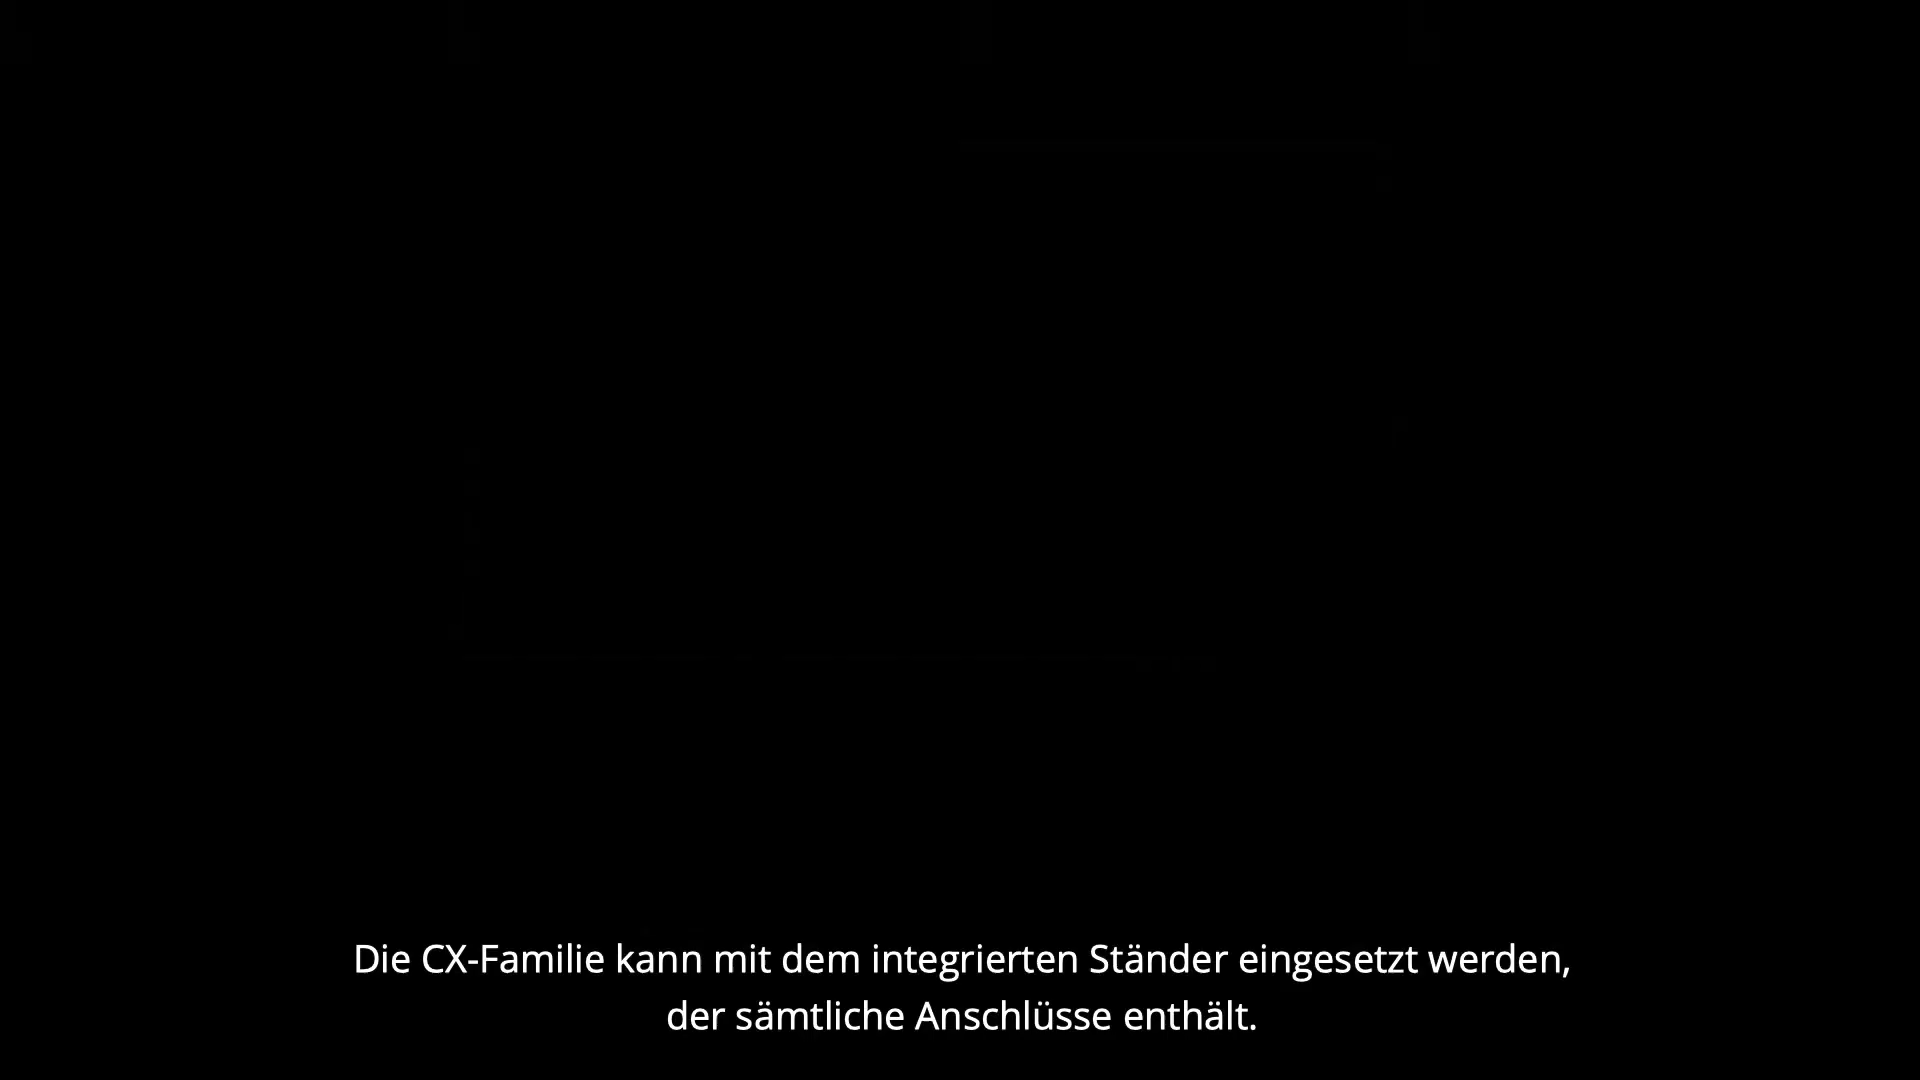 Die CX-Familie kann mit dem integrierten Ständer eingesetzt werden,
der sämtliche Anschlüsse enthält.